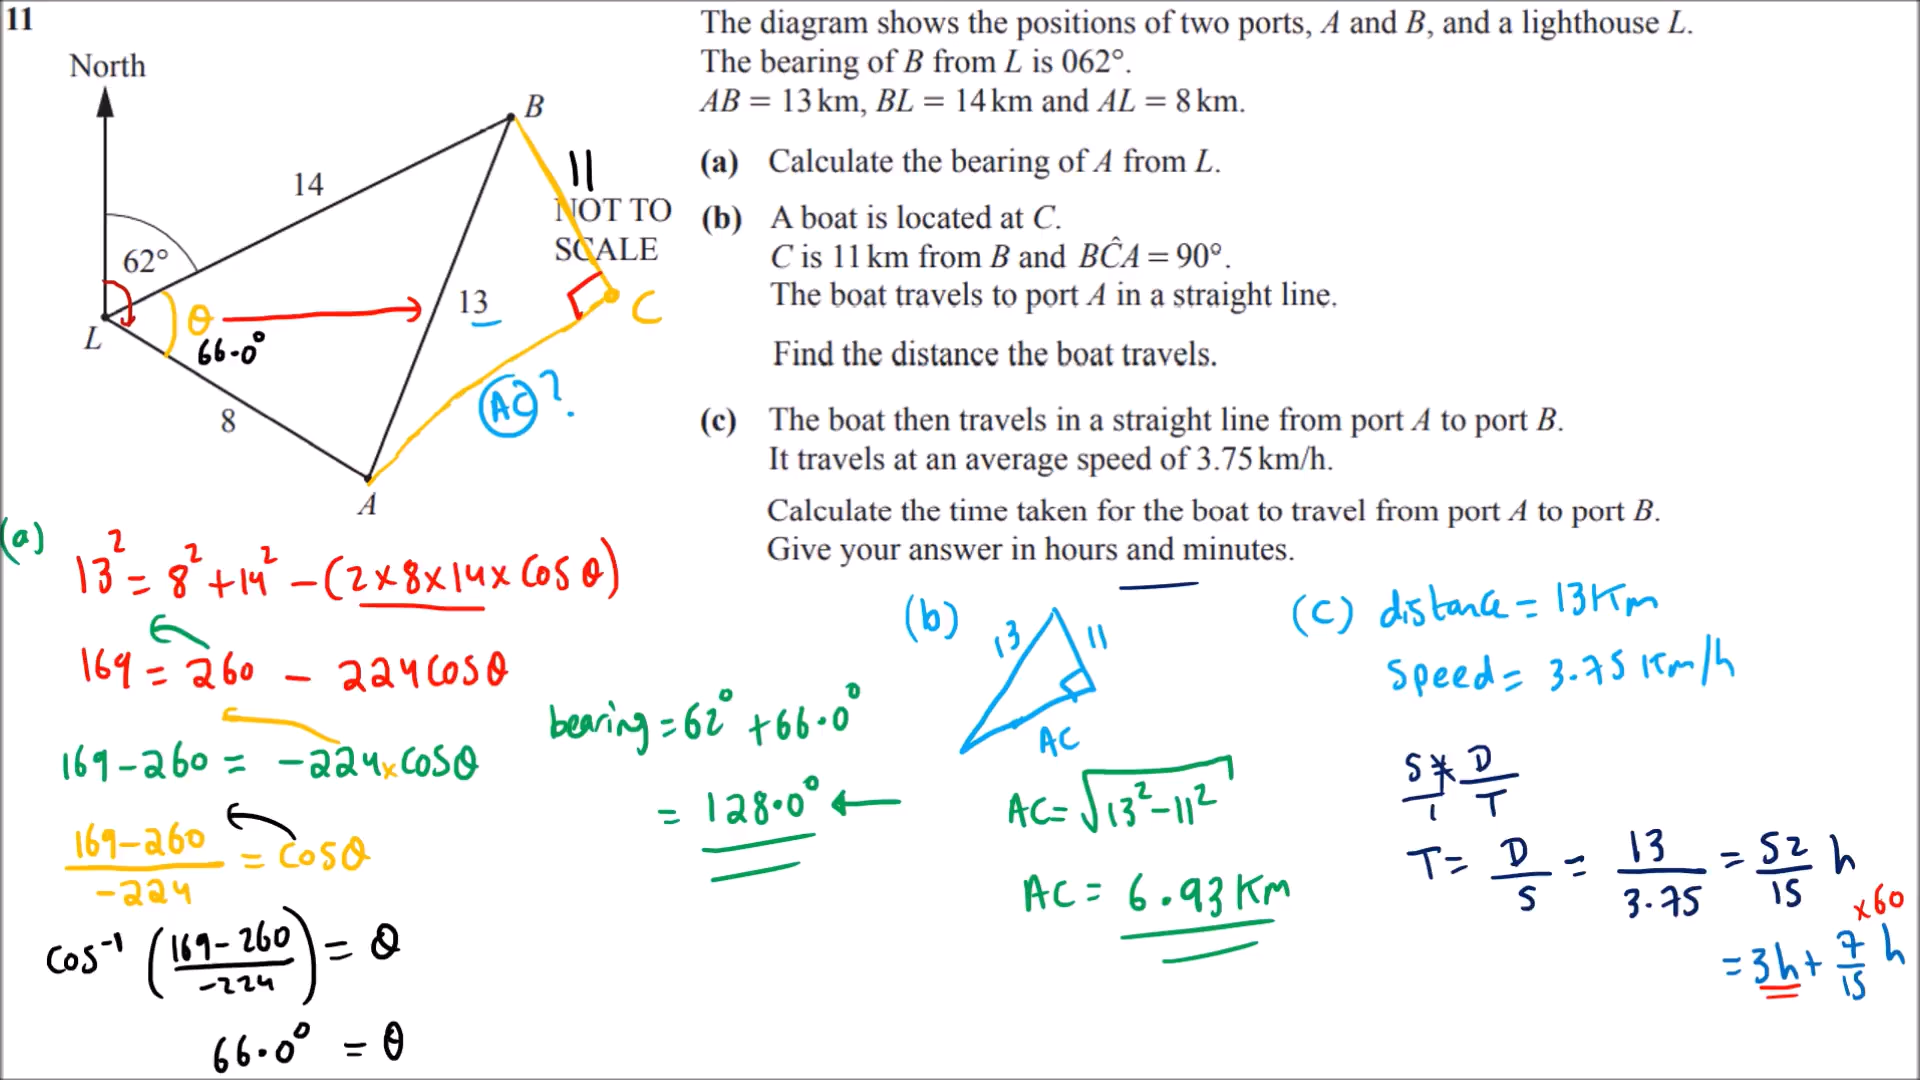 11
North
B
14
11
NOT TO
SCALE
62°
13
C
L
θ
66.0°
AC ?
8
A
The diagram shows the positions of two ports, A and B, and a lighthouse L.
The bearing of B from L is 062°.
AB = 13 km, BL = 14 km and AL = 8 km.
(a) Calculate the bearing of A from L.
(b) A boat is located at C.
C is 11 km from B and BĈA = 90°.
The boat travels to port A in a straight line.
Find the distance the boat travels.
(c) The boat then travels in a straight line from port A to port B.
It travels at an average speed of 3.75 km/h.
Calculate the time taken for the boat to travel from port A to port B.
Give your answer in hours and minutes.
(a)
13² = 8² + 14² − (2×8×14× cos θ)
169 = 260 − 224 cos θ
169−260 = −224×cos θ
169−260 / −224 = cos θ
cos⁻¹ (169−260 / −224) = θ
66.0° = θ
bearing = 62° + 66.0°
= 128.0°
(b)
13
11
AC
AC = √13²−11²
AC = 6.93 Km
(C) distance = 13 Km
speed = 3.75 Km/h
S / 1 D / T
T = D / S = 13 / 3.75 = 52 / 15 h
×60
= 3h + 7 / 15 h